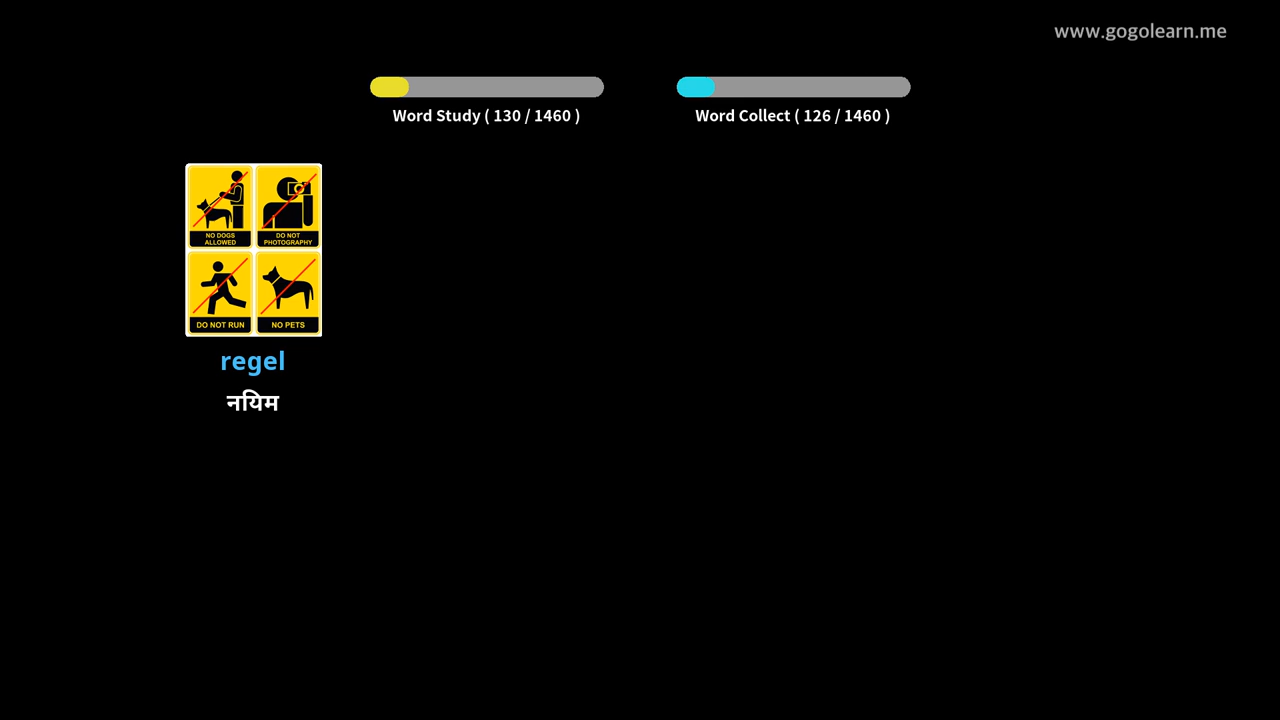 www.gogolearn.me
Word Study ( 130 / 1460 )
Word Collect ( 126 / 1460 )
NO DOGS
ALLOWED
DO NOT
PHOTOGRAPHY
DO NOT RUN
NO PETS
regel
नियम